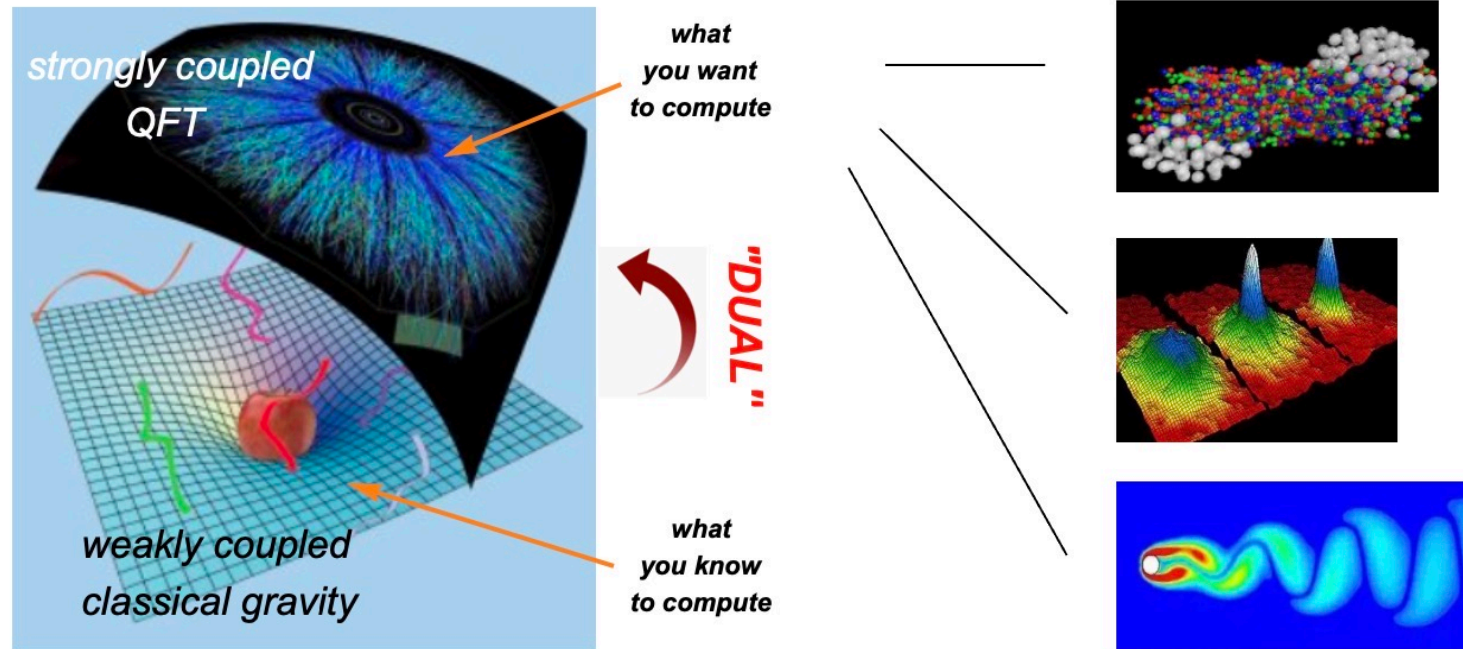 strongly coupled
QFT
what
you want
to compute
"DUAL"
weakly coupled
classical gravity
what
you know
to compute